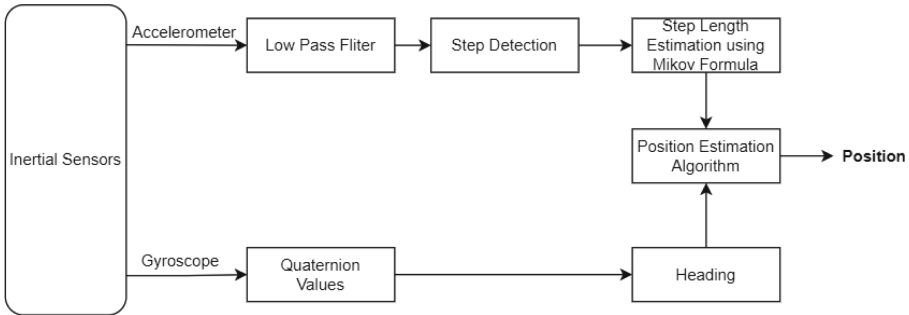 Accelerometer
Low Pass Fliter
Step Detection
Step Length
Estimation using
Mikov Formula
Inertial Sensors
Position Estimation
Algorithm
Position
Gyroscope
Quaternion
Values
Heading